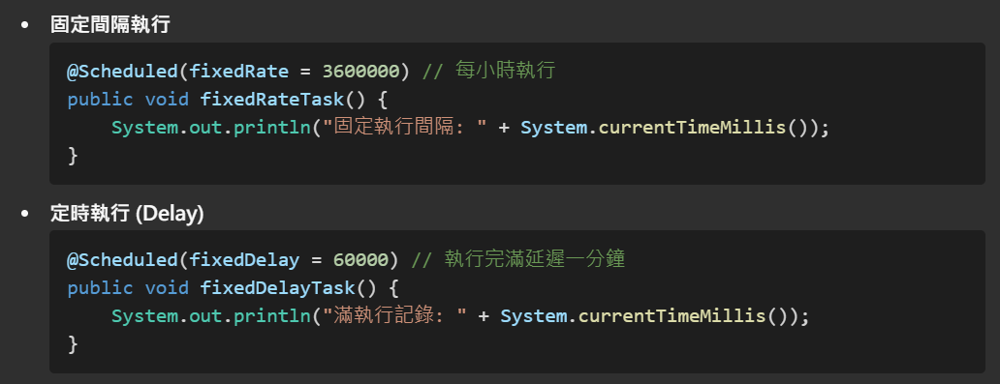 • 固定間隔執行
@Scheduled(fixedRate = 3600000) // 每小時執行
public void fixedRateTask() {
    System.out.println("固定執行間隔: " + System.currentTimeMillis());
}
• 定時執行 (Delay)
@Scheduled(fixedDelay = 60000) // 執行完滿延遲一分鐘
public void fixedDelayTask() {
    System.out.println("滿執行記錄: " + System.currentTimeMillis());
}